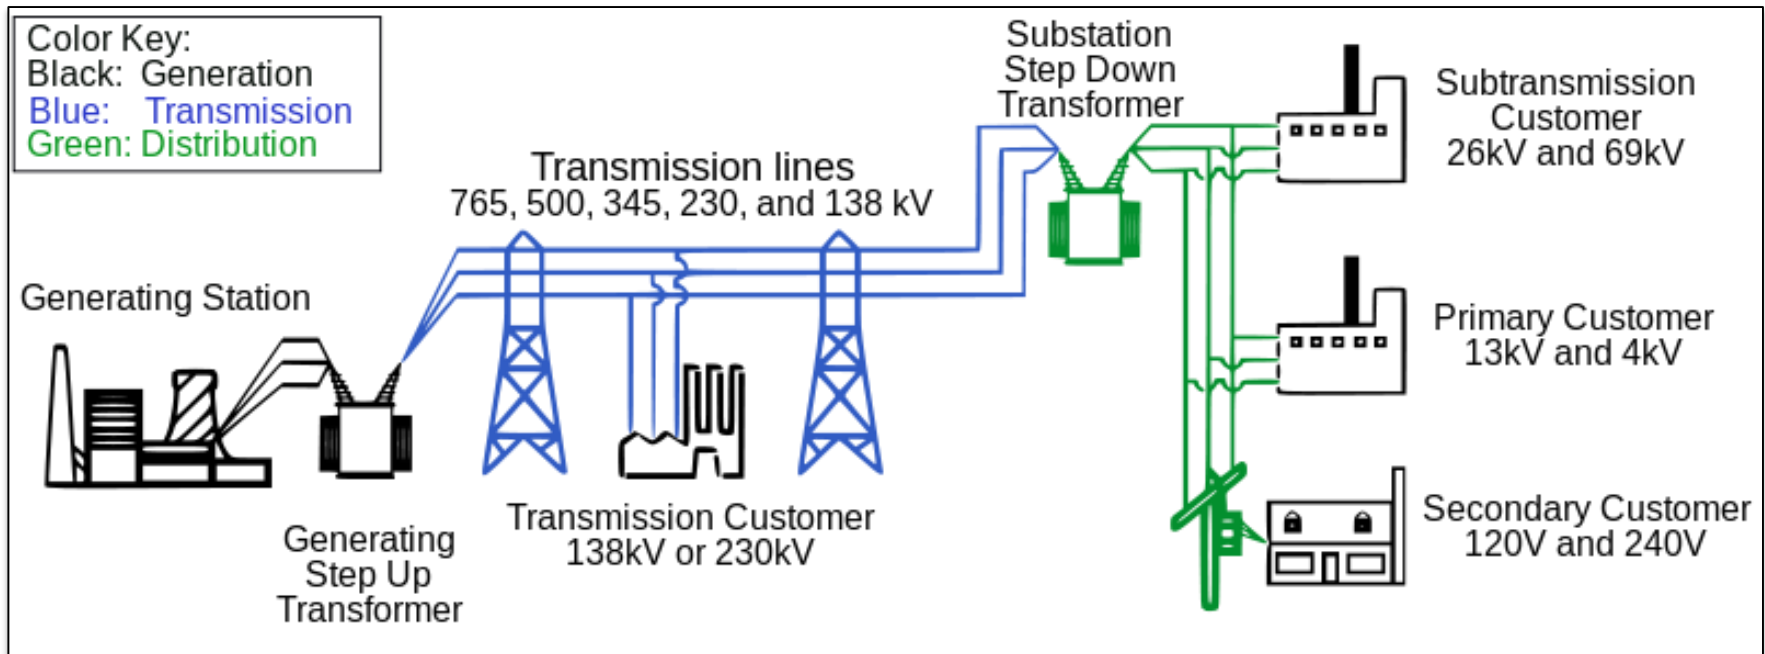 Color Key:
Black: Generation
Blue: Transmission
Green: Distribution
Substation
Step Down
Transformer
Subtransmission
Customer
26kV and 69kV
Transmission lines
765, 500, 345, 230, and 138 kV
Generating Station
Primary Customer
13kV and 4kV
Transmission Customer
138kV or 230kV
Secondary Customer
120V and 240V
Generating
Step Up
Transformer